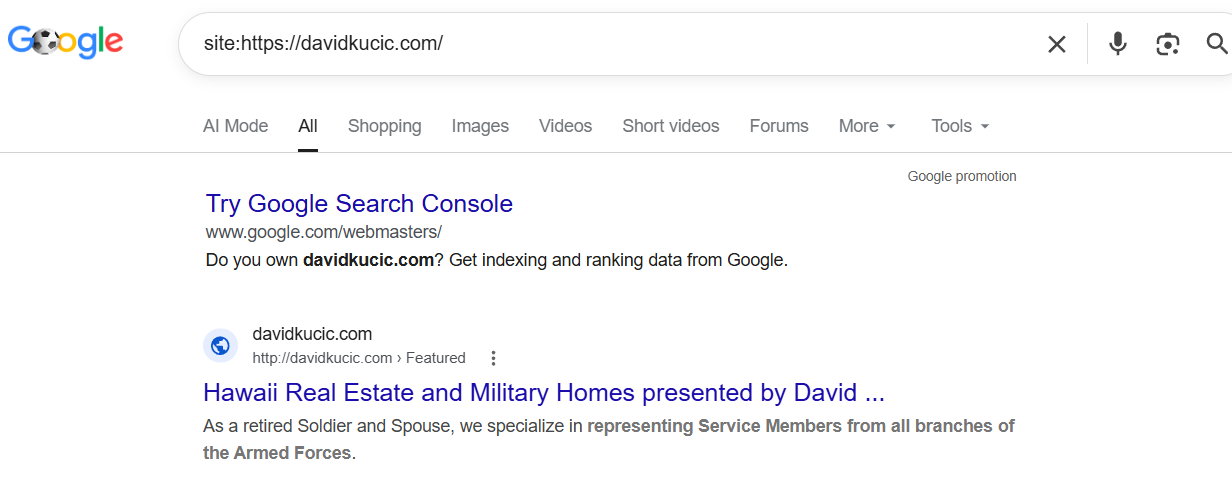 Google
site:https://davidkucic.com/
AI Mode All Shopping Images Videos Short videos Forums More Tools
Google promotion
Try Google Search Console
www.google.com/webmasters/
Do you own davidkucic.com? Get indexing and ranking data from Google.
davidkucic.com
http://davidkucic.com › Featured
Hawaii Real Estate and Military Homes presented by David ...
As a retired Soldier and Spouse, we specialize in representing Service Members from all branches of
the Armed Forces.